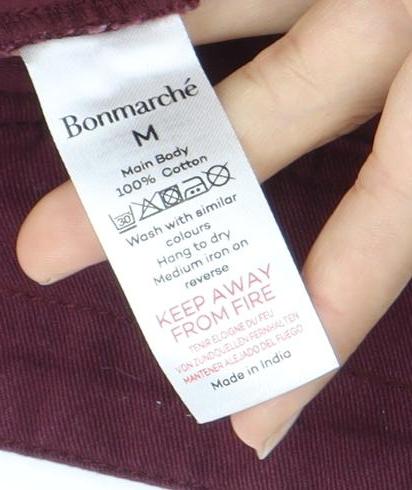 Bonmarché
M
Main Body
100% Cotton
30
Wash with similar
colours
Hang to dry
Medium iron on
reverse
KEEP AWAY
FROM FIRE
TENIR ELOIGNE DU FEU
VON ZUNDQUELLEN FERNHALTEN
MANTENER ALEJADO DEL FUEGO
Made in India